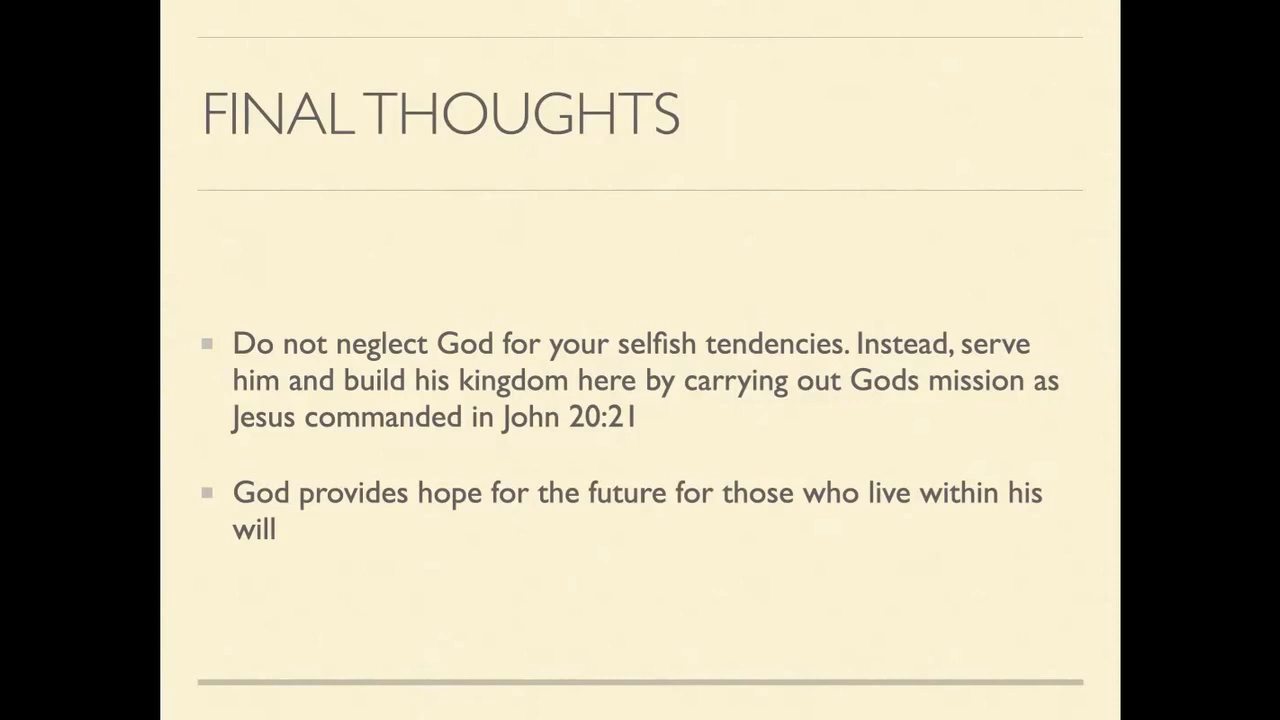 FINAL THOUGHTS
Do not neglect God for your selfish tendencies. Instead, serve
him and build his kingdom here by carrying out Gods mission as
Jesus commanded in John 20:21
God provides hope for the future for those who live within his
will